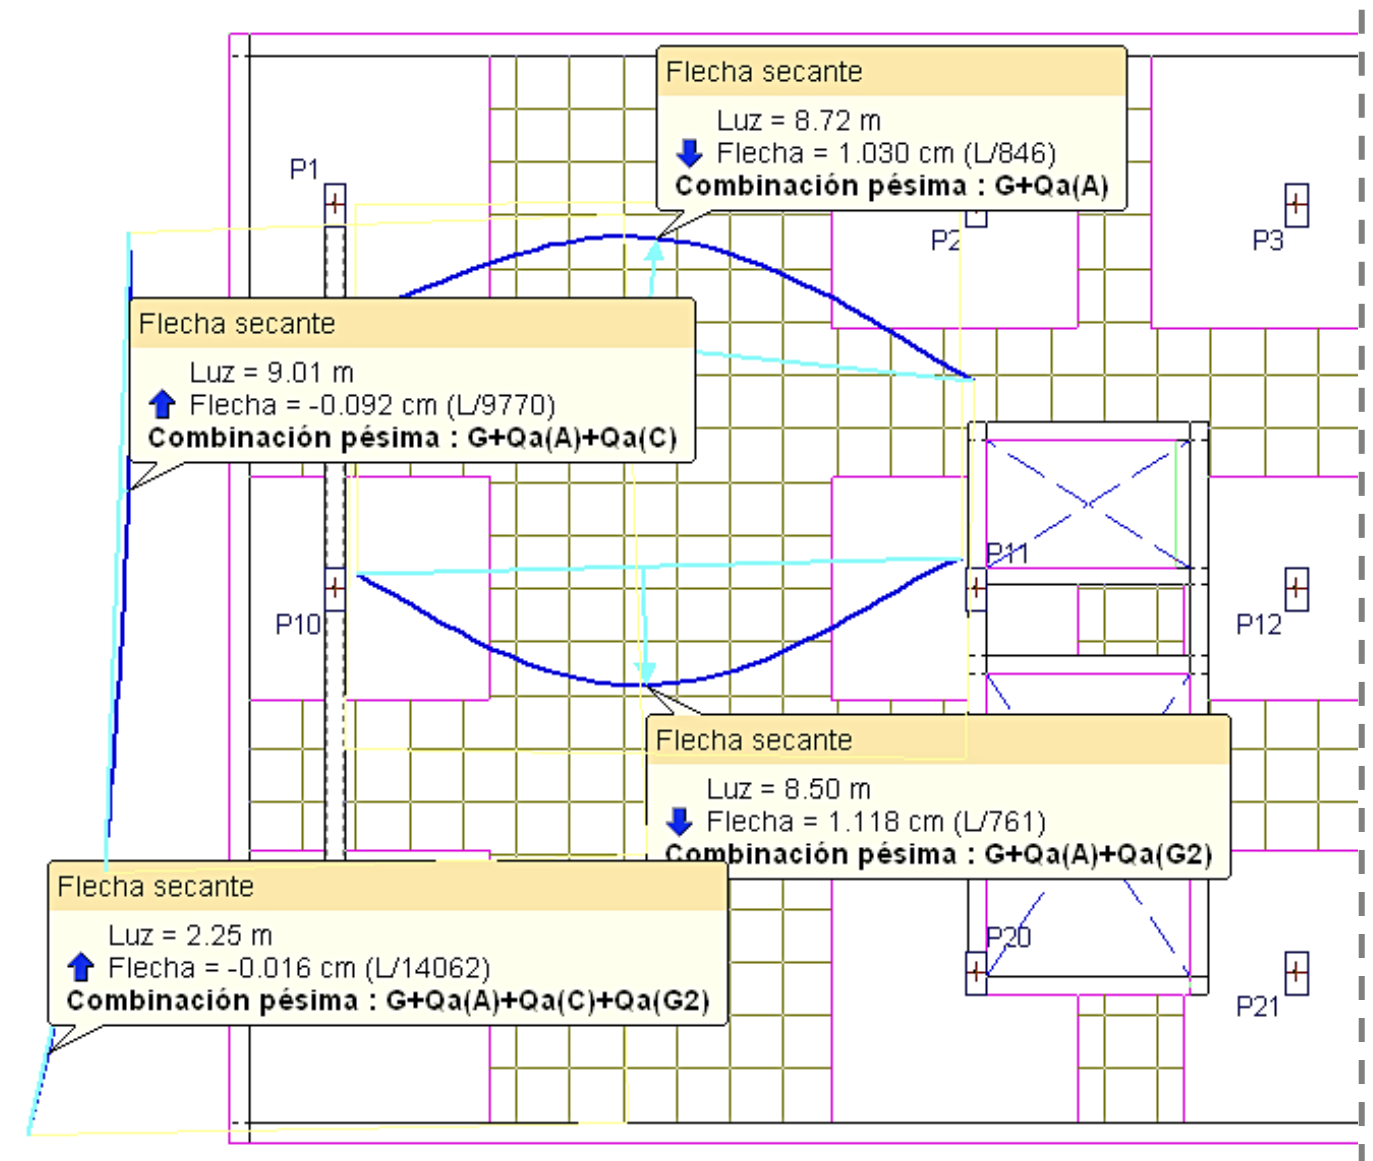 Flecha secante
Luz = 8.72 m
Flecha = 1.030 cm (L/846)
Combinación pésima : G+Qa(A)
P1
P2
P3
Flecha secante
Luz = 9.01 m
Flecha = -0.092 cm (L/9770)
Combinación pésima : G+Qa(A)+Qa(C)
P11
P10
P12
Flecha secante
Luz = 8.50 m
Flecha = 1.118 cm (L/761)
Combinación pésima : G+Qa(A)+Qa(G2)
Flecha secante
Luz = 2.25 m
Flecha = -0.016 cm (L/14062)
Combinación pésima : G+Qa(A)+Qa(C)+Qa(G2)
P20
P21